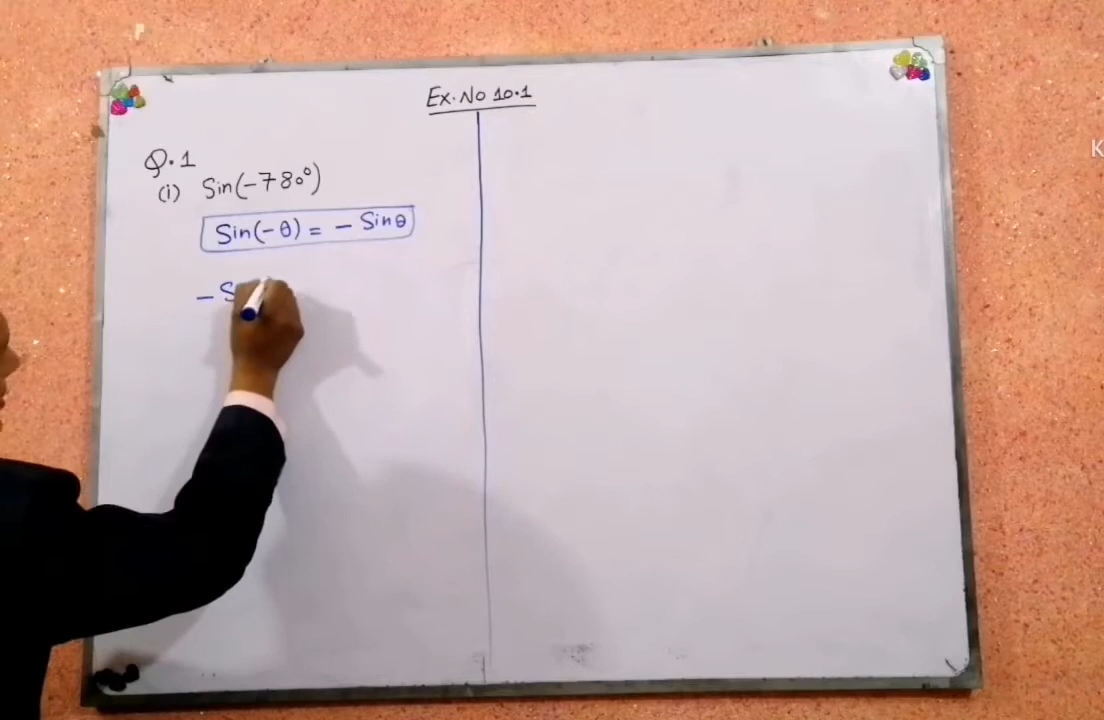 Ex. No 10.1
Q.1
(i) Sin(-780°)
Sin(-θ) = - Sinθ
- S
K